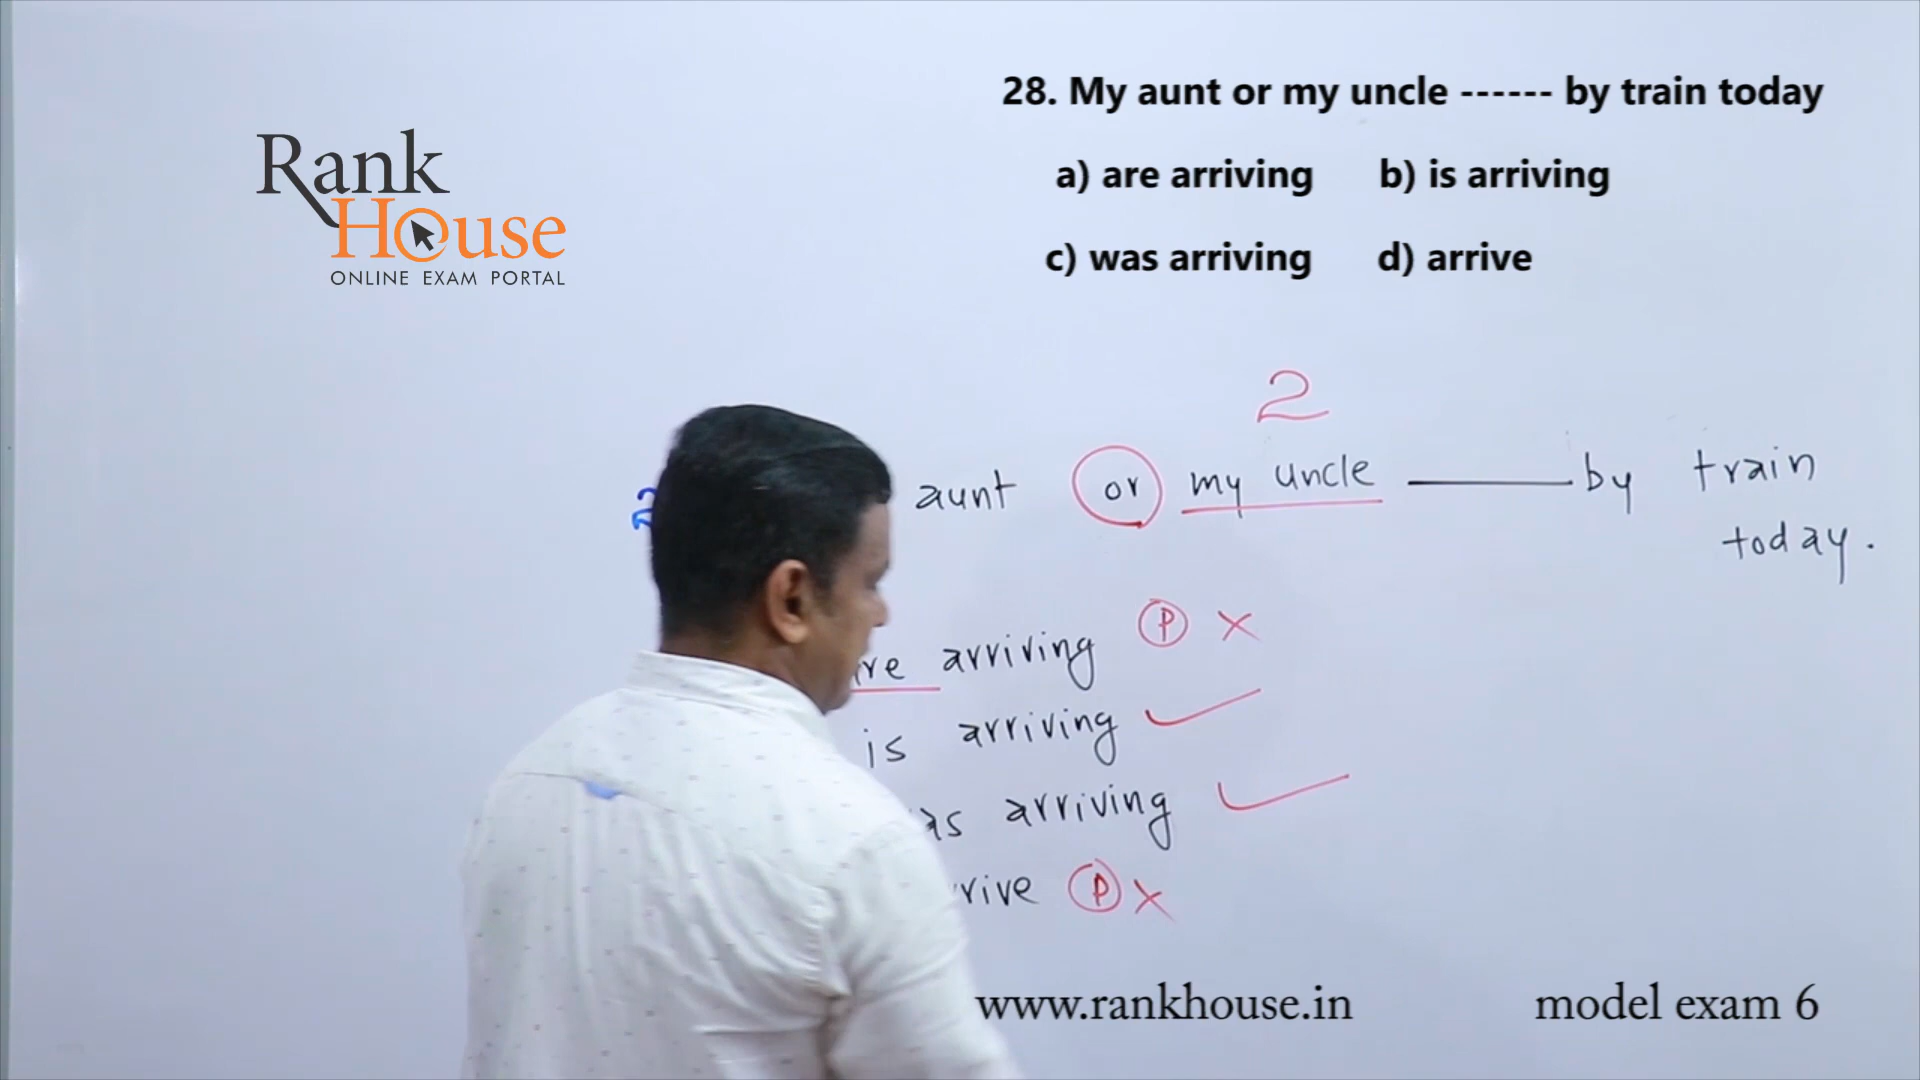 28. My aunt or my uncle ------ by train today
a) are arriving b) is arriving
c) was arriving d) arrive
Rank
House
ONLINE EXAM PORTAL
2
aunt or my uncle by train
today.
arriving P X
is arriving
arriving
P X
www.rankhouse.in model exam 6